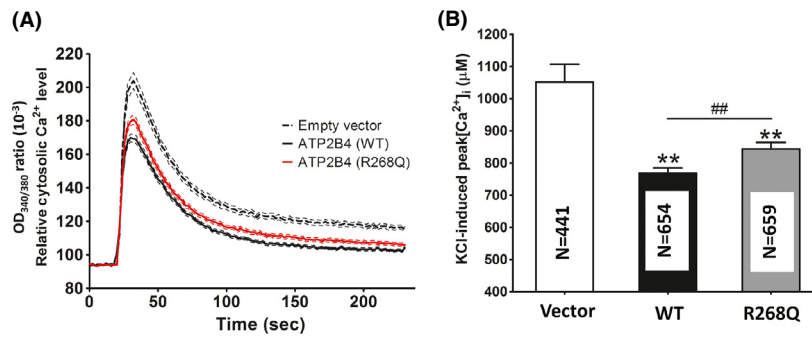 (A)
OD340/380 ratio (10-3)
Relative cytosolic Ca2+ level
220
200
180
160
140
120
100
80
0
50
100
150
200
Time (sec)
Empty vector
ATP2B4 (WT)
ATP2B4 (R268Q)
(B)
KCl-induced peak[Ca2+]i (μM)
1200
1100
1000
900
800
700
600
500
400
N=441
**
N=654
##
**
N=659
Vector
WT
R268Q